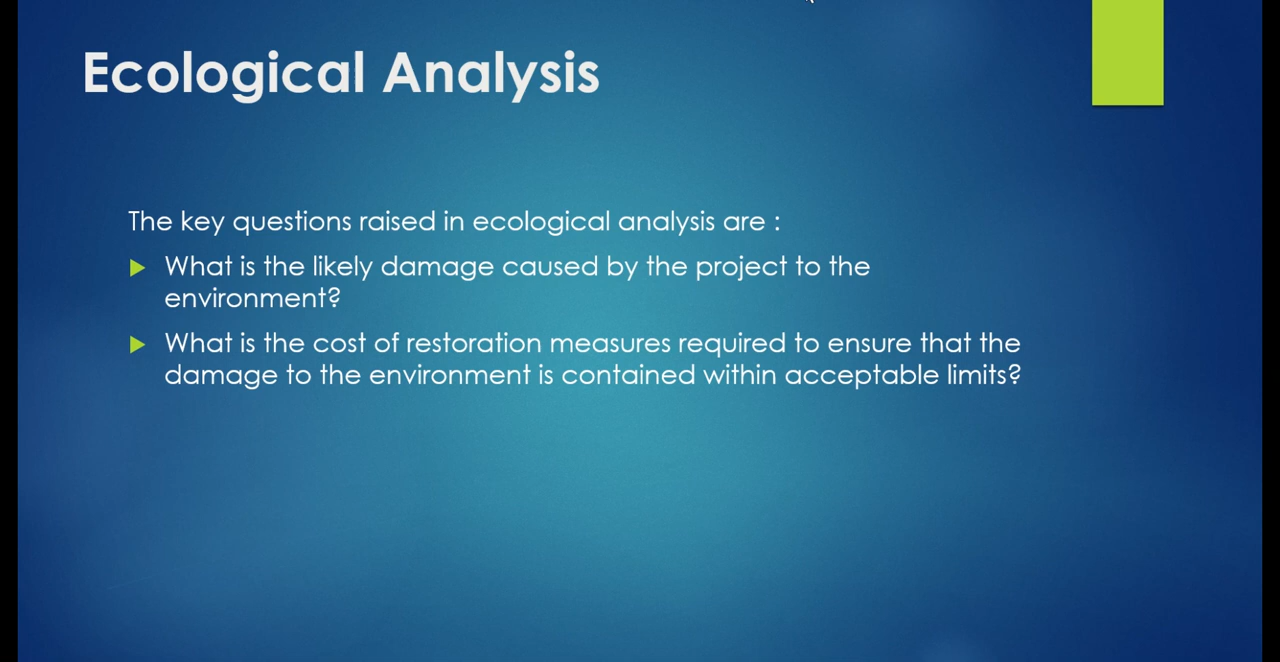 Ecological Analysis
The key questions raised in ecological analysis are :
What is the likely damage caused by the project to the
environment?
What is the cost of restoration measures required to ensure that the
damage to the environment is contained within acceptable limits?